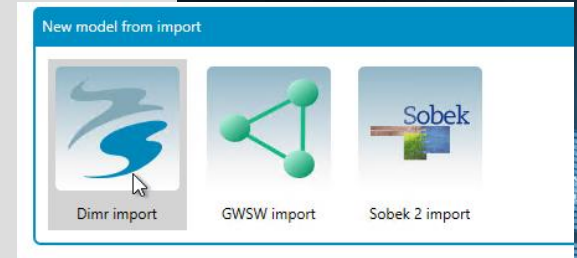 New model from import
Sobek
Dimr import
GWSW import
Sobek 2 import